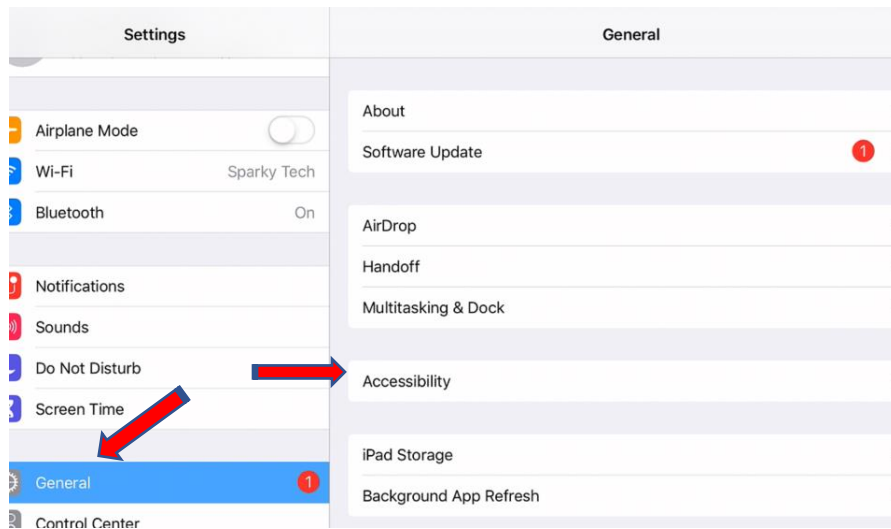 Settings
Airplane Mode
Wi-Fi Sparky Tech
Bluetooth On
Notifications
Sounds
Do Not Disturb
Screen Time
General 1
Control Center
General
About
Software Update 1
AirDrop
Handoff
Multitasking & Dock
Accessibility
iPad Storage
Background App Refresh